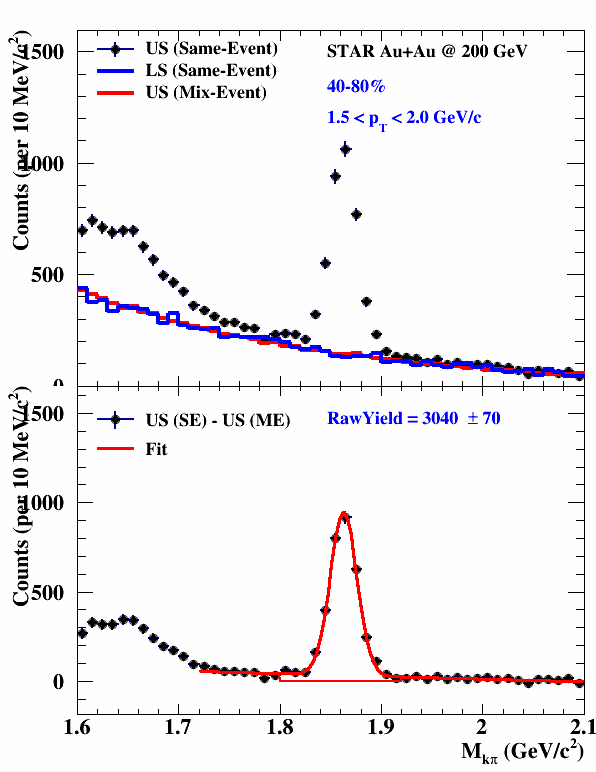 US (Same-Event)
LS (Same-Event)
US (Mix-Event)
STAR Au+Au @ 200 GeV
40-80%
1.5 < p_T < 2.0 GeV/c
Counts (per 10 MeV/c²)
1500
1000
500
0
US (SE) - US (ME)
Fit
RawYield = 3040 ± 70
Counts (per 10 MeV/c²)
1500
1000
500
0
1.6 1.7 1.8 1.9 2 2.1
M_kπ (GeV/c²)